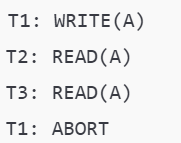 T1: WRITE(A)
T2: READ(A)
T3: READ(A)
T1: ABORT